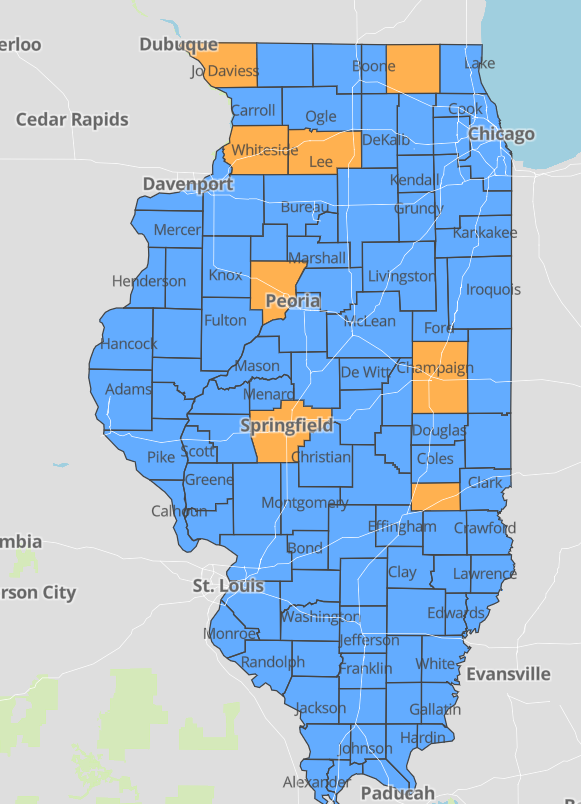 erloo
Dubuque
Jo Daviess
Boone
Lake
Carroll
Ogle
Cook
Cedar Rapids
Chicago
Whiteside
Lee
DeKalb
Davenport
Kendall
Bureau
Grundy
Mercer
Kankakee
Marshall
Henderson
Knox
Livingston
Iroquois
Peoria
Fulton
McLean
Ford
Hancock
Mason
De Witt
Champaign
Adams
Menard
Springfield
Douglas
Pike
Scott
Christian
Coles
Greene
Clark
Calhoun
Montgomery
Effingham
Crawford
mbia
Bond
Clay
Lawrence
St. Louis
rson City
Washington
Edwards
Monroe
Jefferson
Randolph
Franklin
White
Evansville
Jackson
Gallatin
Johnson
Hardin
Alexander
Paducah